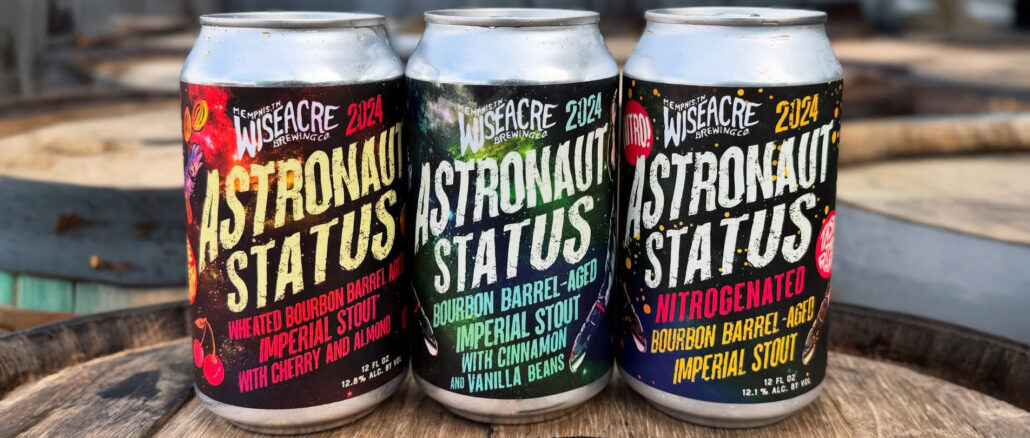 MEMPHIS, TN
WISEACRE 2024
BREWING CO.
ASTRONAUT
STATUS
WHEATED BOURBON BARREL AGED
IMPERIAL STOUT
WITH CHERRY AND ALMOND
12 FL OZ
12.8% ALC. BY VOL
MEMPHIS, TN
WISEACRE 2024
BREWING CO.
ASTRONAUT
STATUS
BOURBON BARREL-AGED
IMPERIAL STOUT
WITH CINNAMON
AND VANILLA BEANS
NITRO!
MEMPHIS, TN
WISEACRE 2024
BREWING CO.
ASTRONAUT
STATUS
NITROGENATED
BOURBON BARREL-AGED
IMPERIAL STOUT
12 FL OZ
12.1% ALC. BY VOL